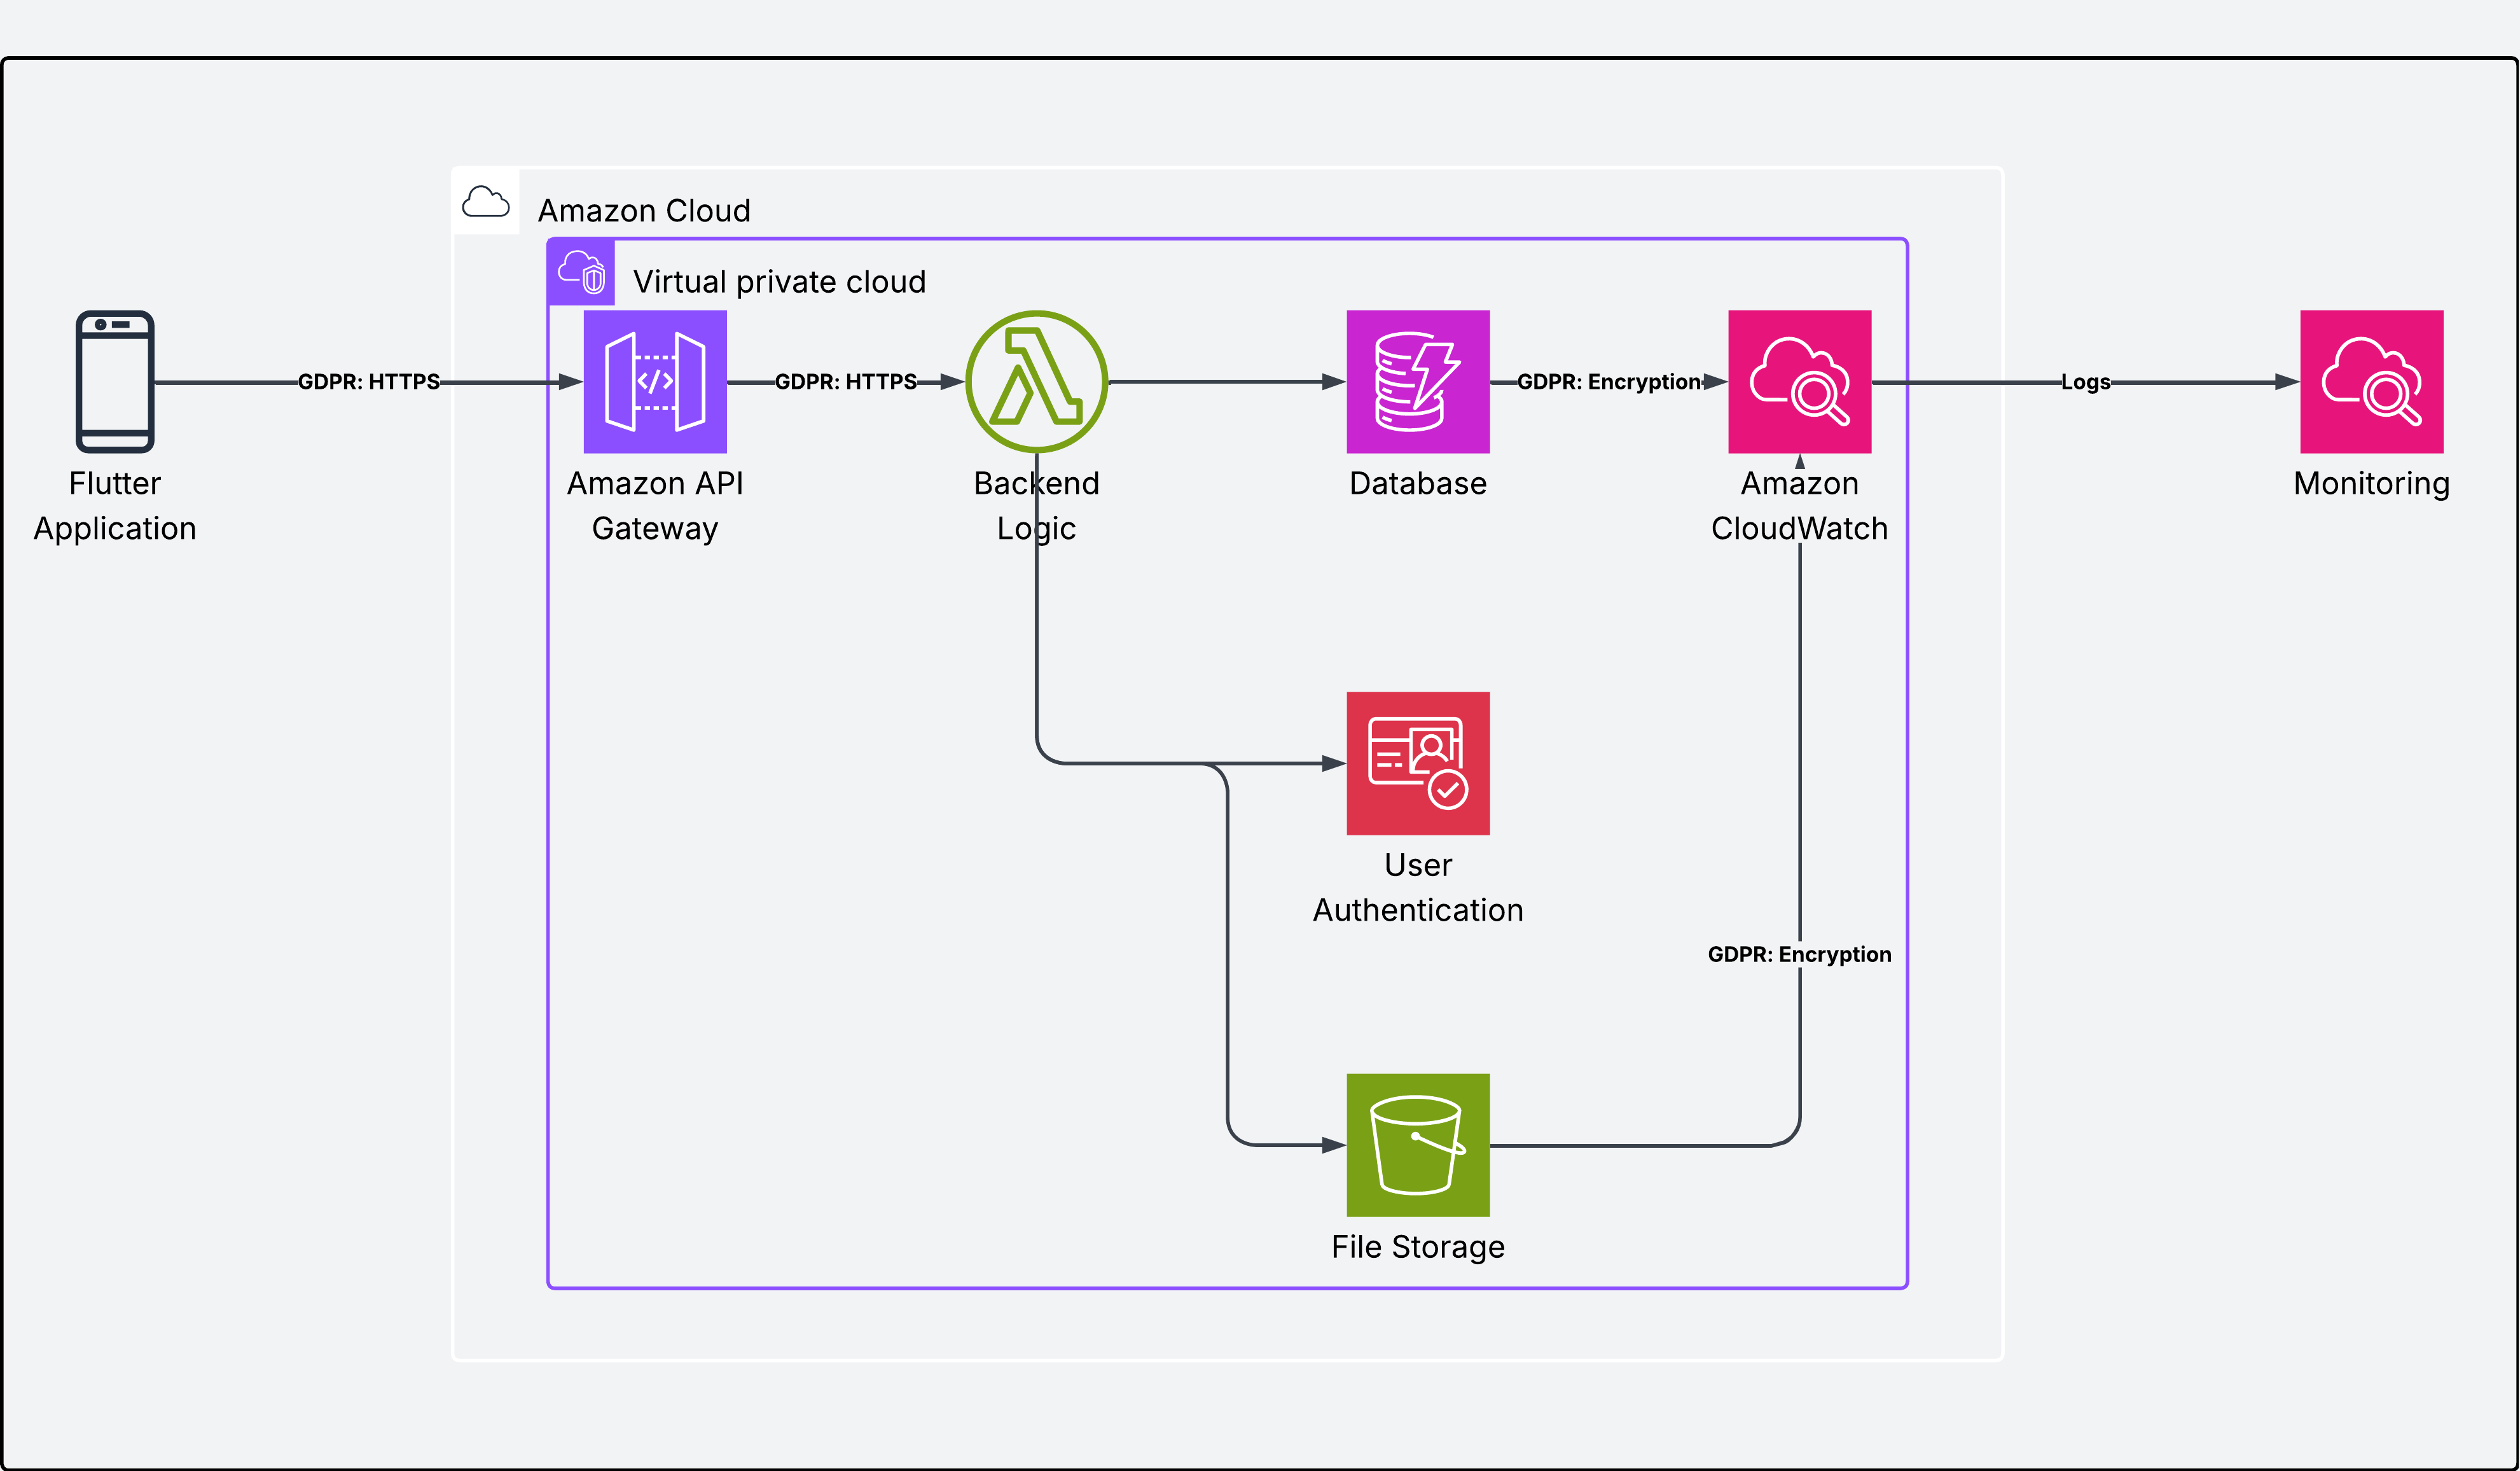 Amazon Cloud
Virtual private cloud
GDPR: HTTPS
GDPR: HTTPS
GDPR: Encryption
Logs
Flutter
Application
Amazon API
Gateway
Backend
Logic
Database
Amazon
CloudWatch
Monitoring
User
Authentication
GDPR: Encryption
File Storage